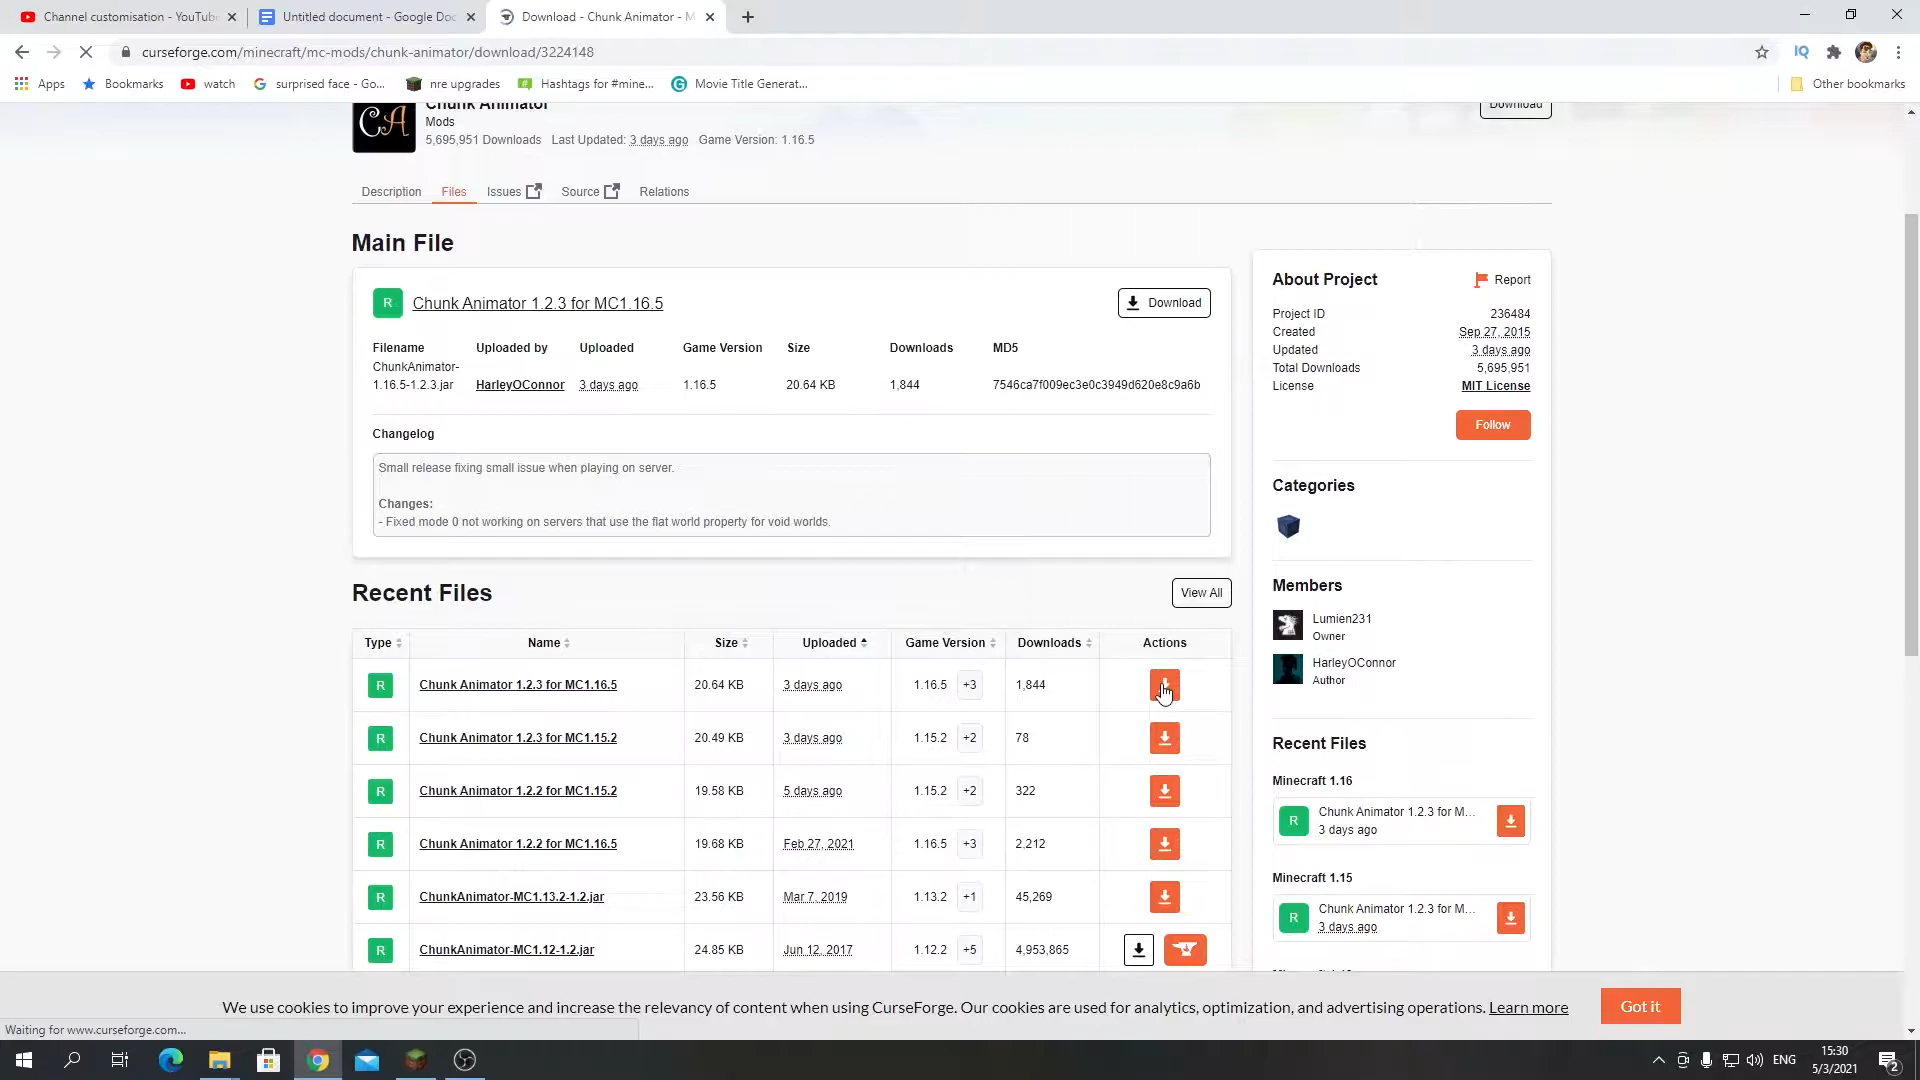 Channel customisation - YouTube
Untitled document - Google Doc
Download - Chunk Animator - M
curseforge.com/minecraft/mc-mods/chunk-animator/download/3224148
Apps
Bookmarks
watch
surprised face - Go...
nre upgrades
Hashtags for #mine...
Movie Title Generat...
Other bookmarks
CA
Chunk Animator
Download
Mods
5,695,951 Downloads Last Updated: 3 days ago Game Version: 1.16.5
Description Files Issues Source Relations
Main File
R Chunk Animator 1.2.3 for MC1.16.5 Download
Filename Uploaded by Uploaded Game Version Size Downloads MD5
ChunkAnimator-
1.16.5-1.2.3.jar HarleyOConnor 3 days ago 1.16.5 20.64 KB 1,844 7546ca7f009ec3e0c3949d620e8c9a6b
Changelog
Small release fixing small issue when playing on server.
Changes:
- Fixed mode 0 not working on servers that use the flat world property for void worlds.
Recent Files View All
Type Name Size Uploaded Game Version Downloads Actions
R Chunk Animator 1.2.3 for MC1.16.5 20.64 KB 3 days ago 1.16.5 +3 1,844
R Chunk Animator 1.2.3 for MC1.15.2 20.49 KB 3 days ago 1.15.2 +2 78
R Chunk Animator 1.2.2 for MC1.15.2 19.58 KB 5 days ago 1.15.2 +2 322
R Chunk Animator 1.2.2 for MC1.16.5 19.68 KB Feb 27, 2021 1.16.5 +3 2,212
R ChunkAnimator-MC1.13.2-1.2.jar 23.56 KB Mar 7, 2019 1.13.2 +1 45,269
R ChunkAnimator-MC1.12-1.2.jar 24.85 KB Jun 12, 2017 1.12.2 +5 4,953,865
About Project Report
Project ID 236484
Created Sep 27, 2015
Updated 3 days ago
Total Downloads 5,695,951
License MIT License
Follow
Categories
Members
Lumien231
Owner
HarleyOConnor
Author
Recent Files
Minecraft 1.16
R Chunk Animator 1.2.3 for M...
3 days ago
Minecraft 1.15
R Chunk Animator 1.2.3 for M...
3 days ago
We use cookies to improve your experience and increase the relevancy of content when using CurseForge. Our cookies are used for analytics, optimization, and advertising operations. Learn more Got it
Waiting for www.curseforge.com...
ENG
15:30
5/3/2021
2